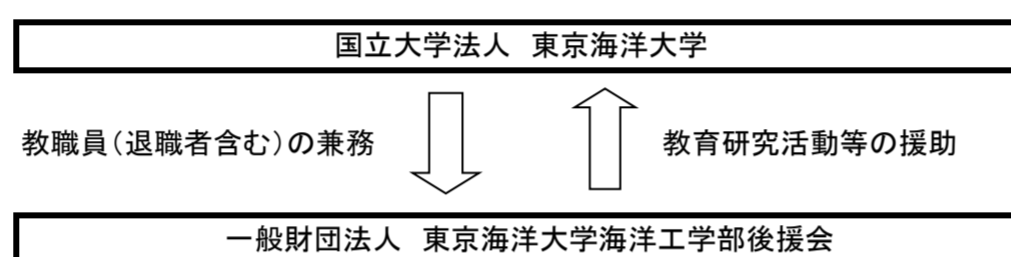 国立大学法人　東京海洋大学
教職員(退職者含む)の兼務
教育研究活動等の援助
一般財団法人　東京海洋大学海洋工学部後援会